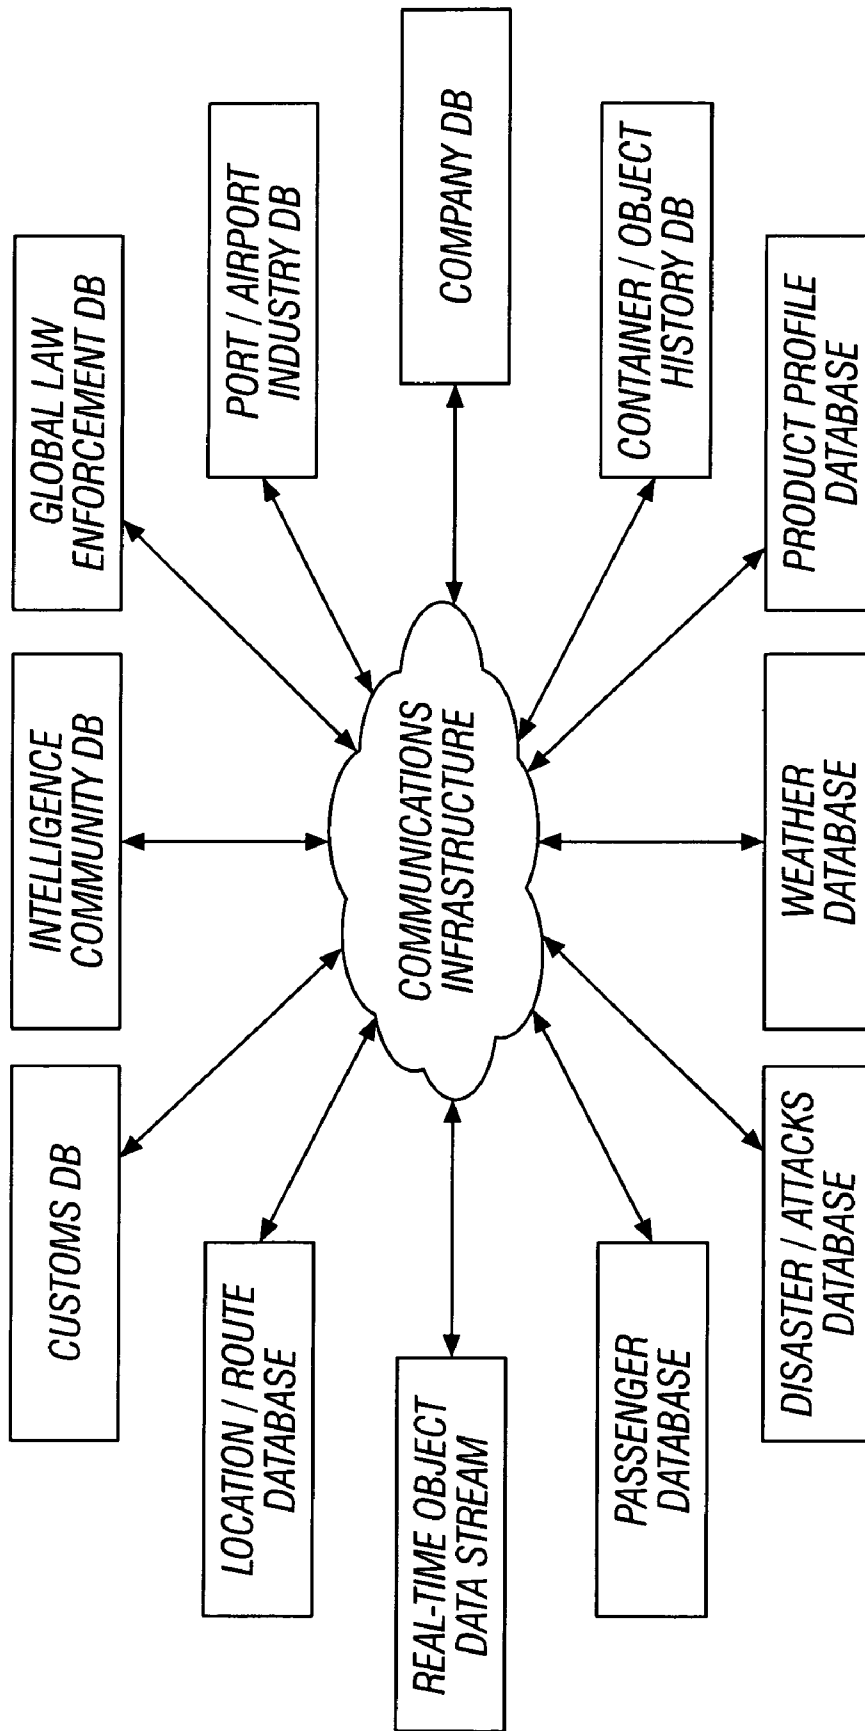 CUSTOMS DB
INTELLIGENCE
COMMUNITY DB
GLOBAL LAW
ENFORCEMENT DB
LOCATION / ROUTE
DATABASE
PORT / AIRPORT
INDUSTRY DB
REAL-TIME OBJECT
DATA STREAM
COMMUNICATIONS
INFRASTRUCTURE
COMPANY DB
PASSENGER
DATABASE
CONTAINER / OBJECT
HISTORY DB
DISASTER / ATTACKS
DATABASE
WEATHER
DATABASE
PRODUCT PROFILE
DATABASE